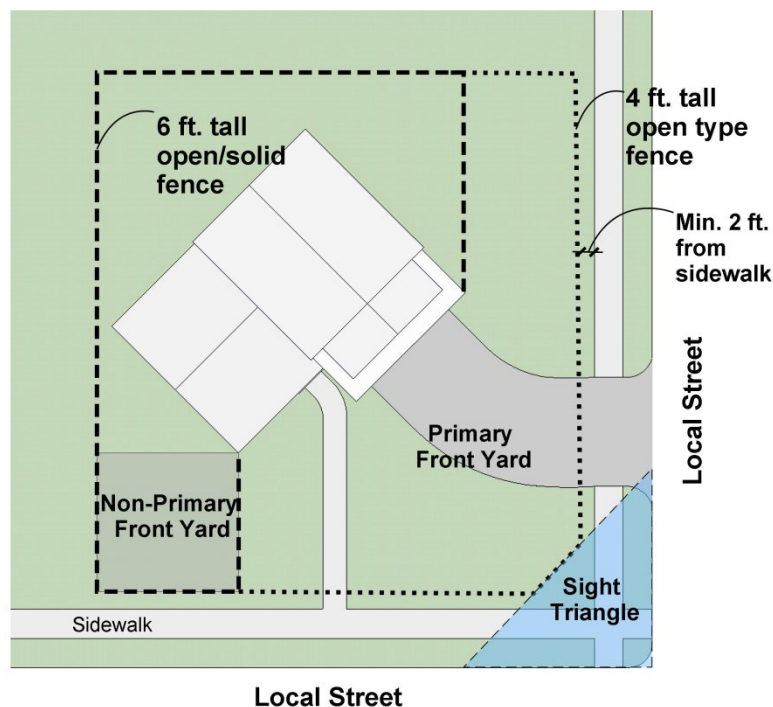 6 ft. tall
open/solid
fence
4 ft. tall
open type
fence
Min. 2 ft.
from
sidewalk
Local Street
Primary
Front Yard
Non-Primary
Front Yard
Sight
Triangle
Sidewalk
Local Street